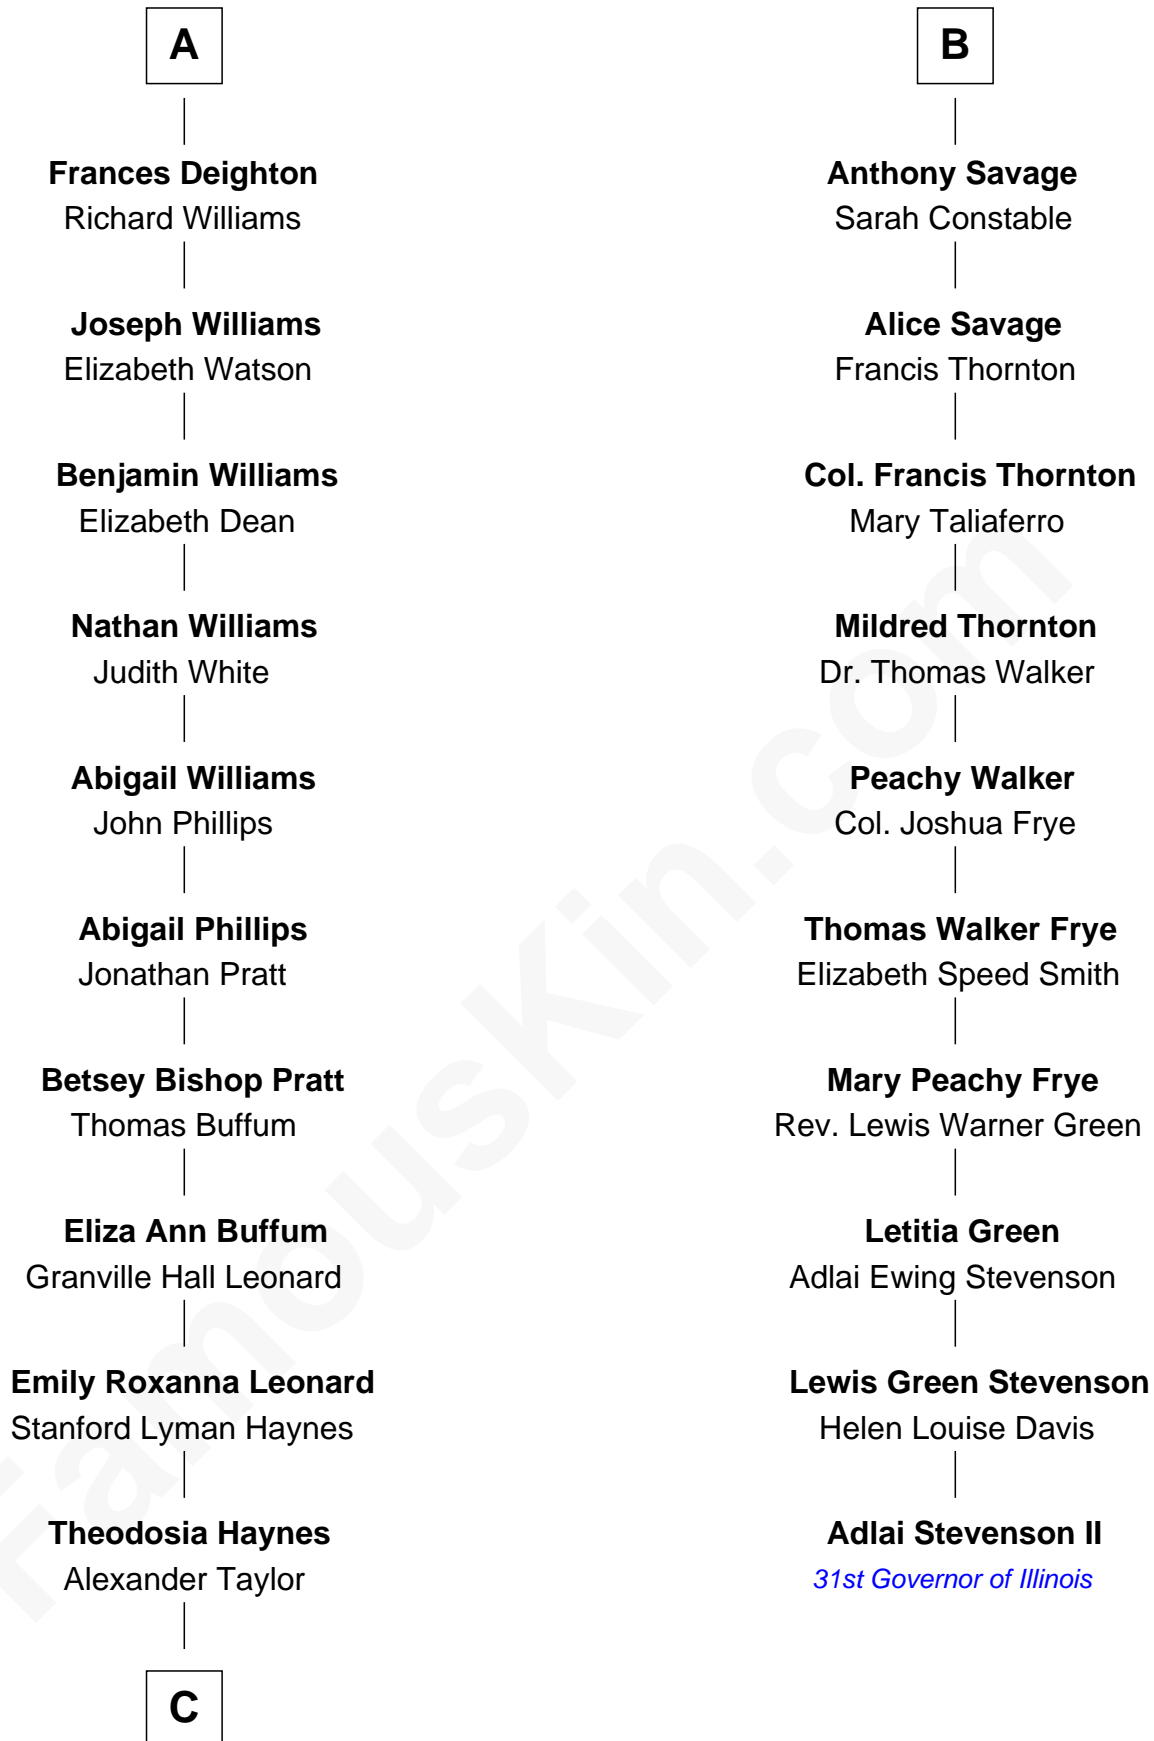 A
Frances Deighton
Richard Williams
Joseph Williams
Elizabeth Watson
Benjamin Williams
Elizabeth Dean
Nathan Williams
Judith White
Abigail Williams
John Phillips
Abigail Phillips
Jonathan Pratt
Betsey Bishop Pratt
Thomas Buffum
Eliza Ann Buffum
Granville Hall Leonard
Emily Roxanna Leonard
Stanford Lyman Haynes
Theodosia Haynes
Alexander Taylor
C
B
Anthony Savage
Sarah Constable
Alice Savage
Francis Thornton
Col. Francis Thornton
Mary Taliaferro
Mildred Thornton
Dr. Thomas Walker
Peachy Walker
Col. Joshua Frye
Thomas Walker Frye
Elizabeth Speed Smith
Mary Peachy Frye
Rev. Lewis Warner Green
Letitia Green
Adlai Ewing Stevenson
Lewis Green Stevenson
Helen Louise Davis
Adlai Stevenson II
31st Governor of Illinois
FamousKin.com